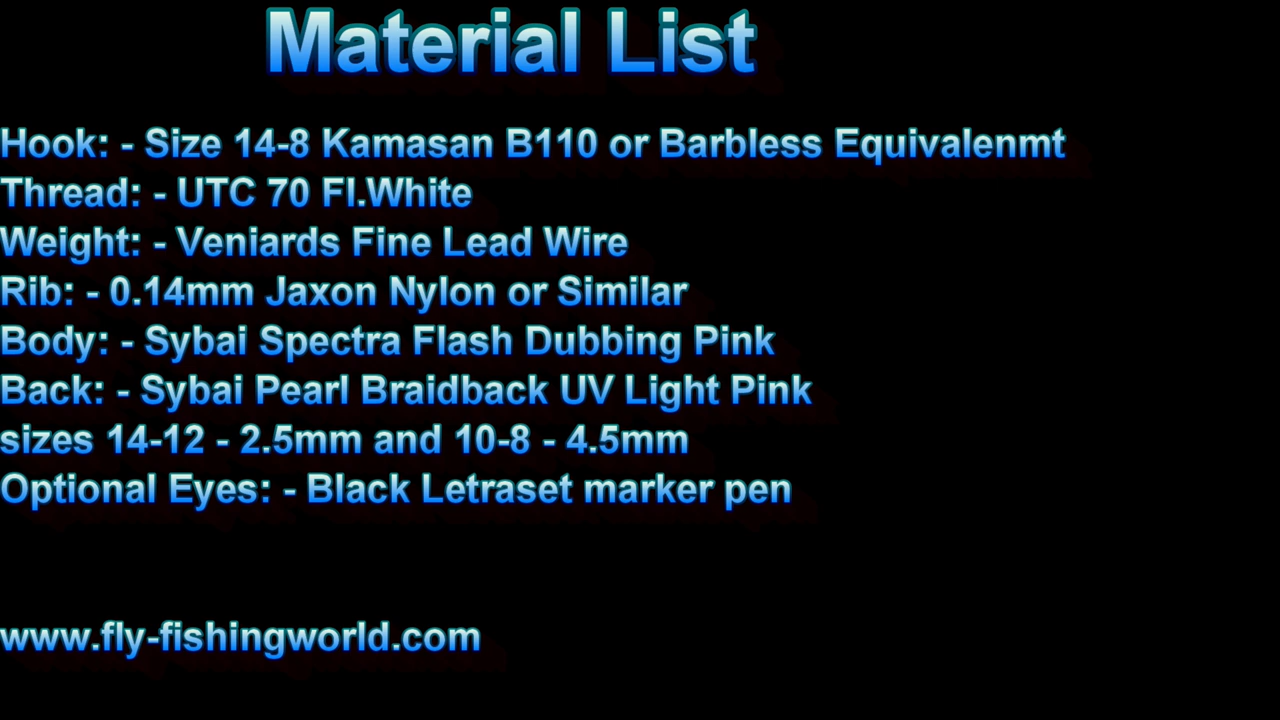 Material List
Hook: - Size 14-8 Kamasan B110 or Barbless Equivalenmt
Thread: - UTC 70 Fl.White
Weight: - Veniards Fine Lead Wire
Rib: - 0.14mm Jaxon Nylon or Similar
Body: - Sybai Spectra Flash Dubbing Pink
Back: - Sybai Pearl Braidback UV Light Pink
sizes 14-12 - 2.5mm and 10-8 - 4.5mm
Optional Eyes: - Black Letraset marker pen
www.fly-fishingworld.com